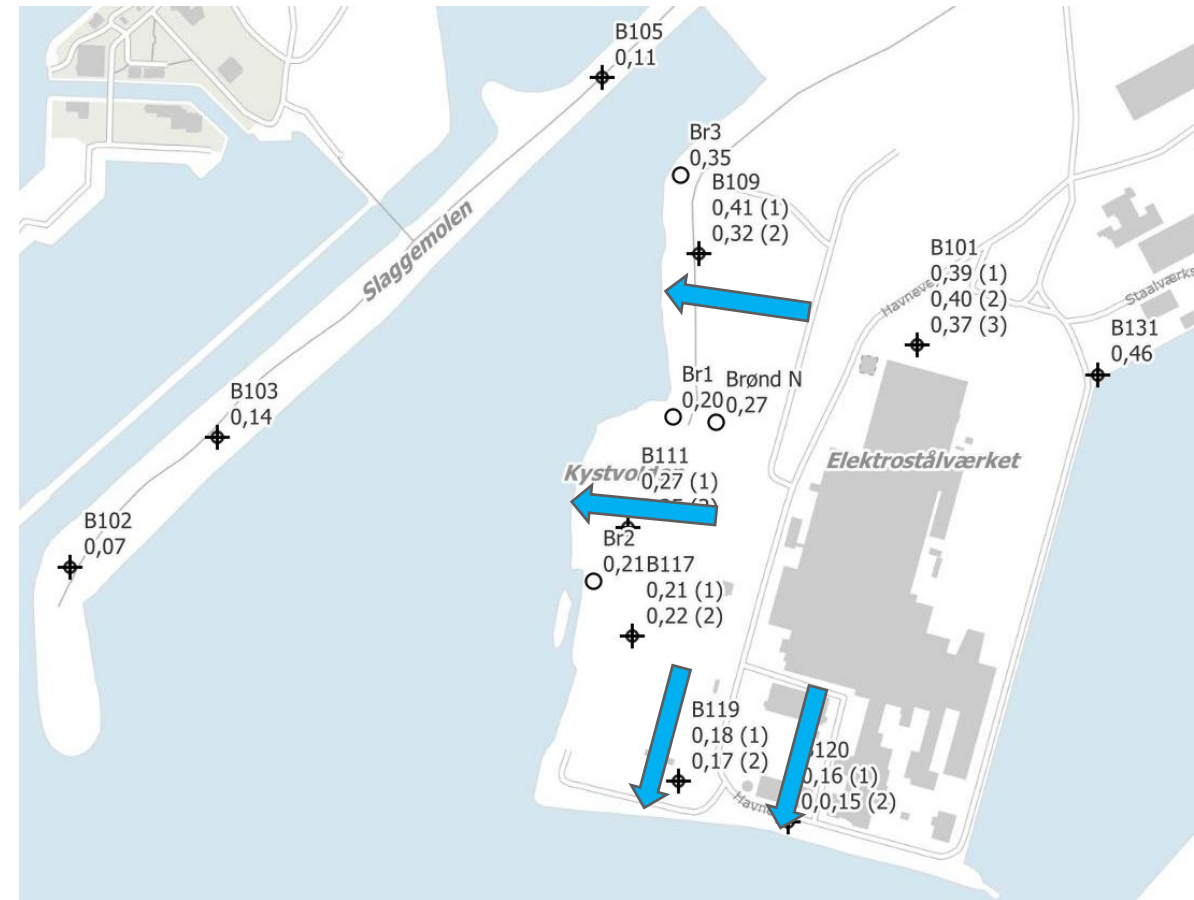 B105
0,11
Br3
0,35
B109
0,41 (1)
0,32 (2)
Slaggemolen
B101
0,39 (1)
0,40 (2)
0,37 (3)
B131
0,46
Br1
0,20
Brønd N
0,27
B103
0,14
B111
0,27 (1)
Elektrostålværket
B102
0,07
Br2
0,21
B117
0,21 (1)
0,22 (2)
B119
0,18 (1)
0,17 (2)
0,16 (1)
0,0,15 (2)